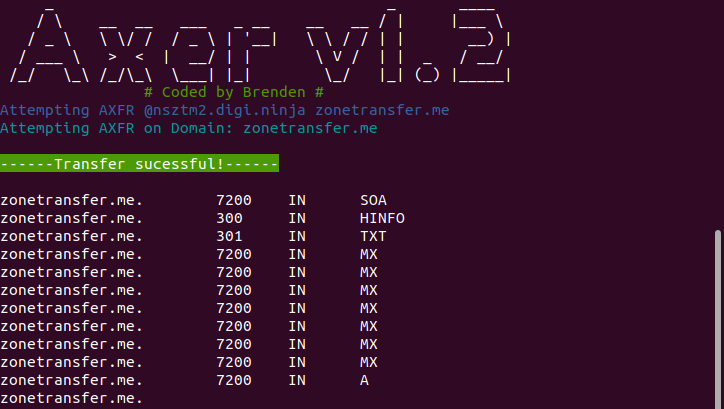 Axer v1.2
# Coded by Brenden #
Attempting AXFR @nsztm2.digi.ninja zonetransfer.me
Attempting AXFR on Domain: zonetransfer.me
------Transfer sucessful!------
zonetransfer.me. 7200 IN SOA
zonetransfer.me. 300 IN HINFO
zonetransfer.me. 301 IN TXT
zonetransfer.me. 7200 IN MX
zonetransfer.me. 7200 IN MX
zonetransfer.me. 7200 IN MX
zonetransfer.me. 7200 IN MX
zonetransfer.me. 7200 IN MX
zonetransfer.me. 7200 IN MX
zonetransfer.me. 7200 IN MX
zonetransfer.me. 7200 IN A
zonetransfer.me.